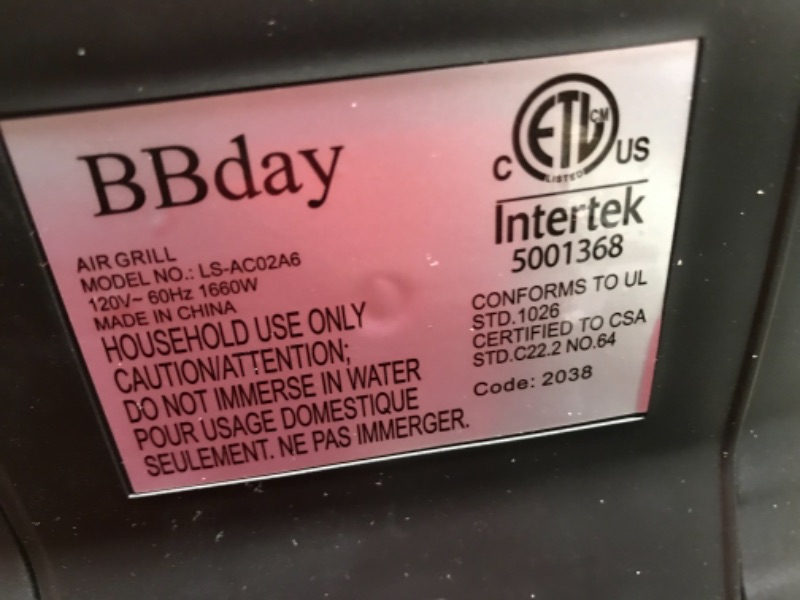 BBday
AIR GRILL
MODEL NO.: LS-AC02A6
120V~ 60Hz 1660W
MADE IN CHINA
HOUSEHOLD USE ONLY
CAUTION/ATTENTION;
DO NOT IMMERSE IN WATER
POUR USAGE DOMESTIQUE
SEULEMENT. NE PAS IMMERGER.
ETL CM
LISTED
C US
Intertek
5001368
CONFORMS TO UL
STD.1026
CERTIFIED TO CSA
STD.C22.2 NO.64
Code: 2038